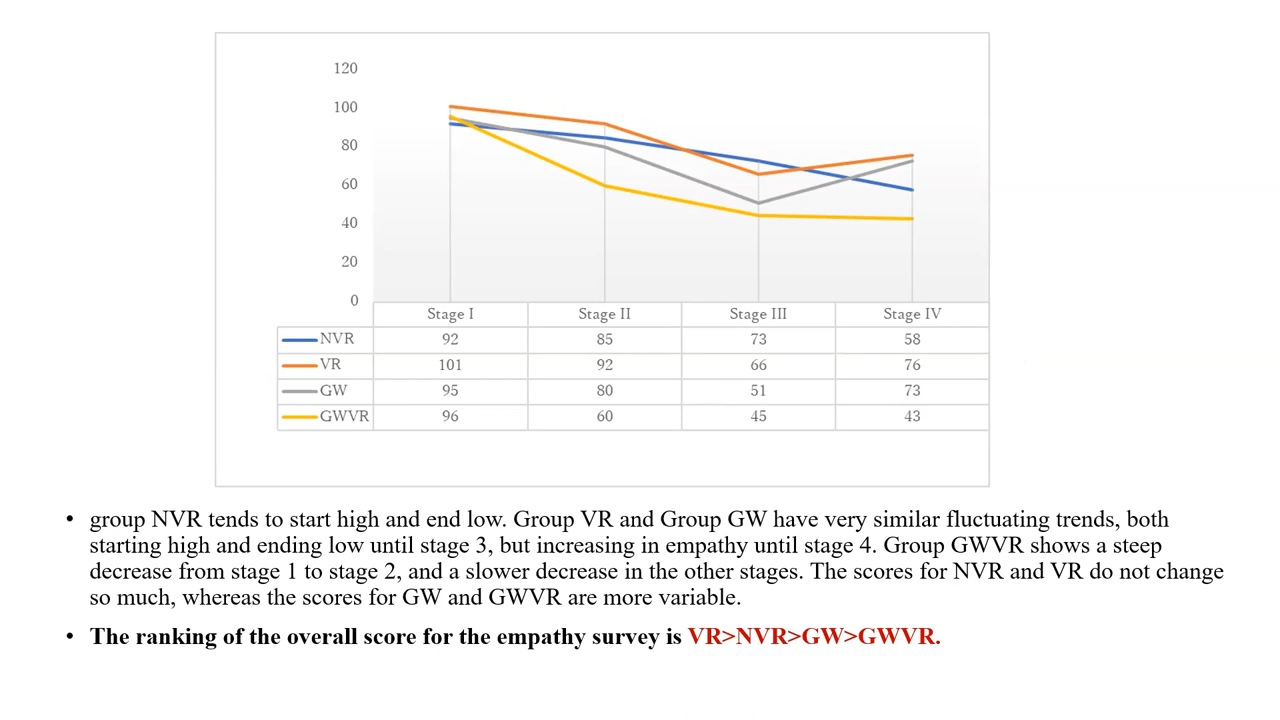 120
100
80
60
40
20
0
Stage I Stage II Stage III Stage IV
NVR 92 85 73 58
VR 101 92 66 76
GW 95 80 51 73
GWVR 96 60 45 43
• group NVR tends to start high and end low. Group VR and Group GW have very similar fluctuating trends, both
starting high and ending low until stage 3, but increasing in empathy until stage 4. Group GWVR shows a steep
decrease from stage 1 to stage 2, and a slower decrease in the other stages. The scores for NVR and VR do not change
so much, whereas the scores for GW and GWVR are more variable.
• The ranking of the overall score for the empathy survey is VR>NVR>GW>GWVR.